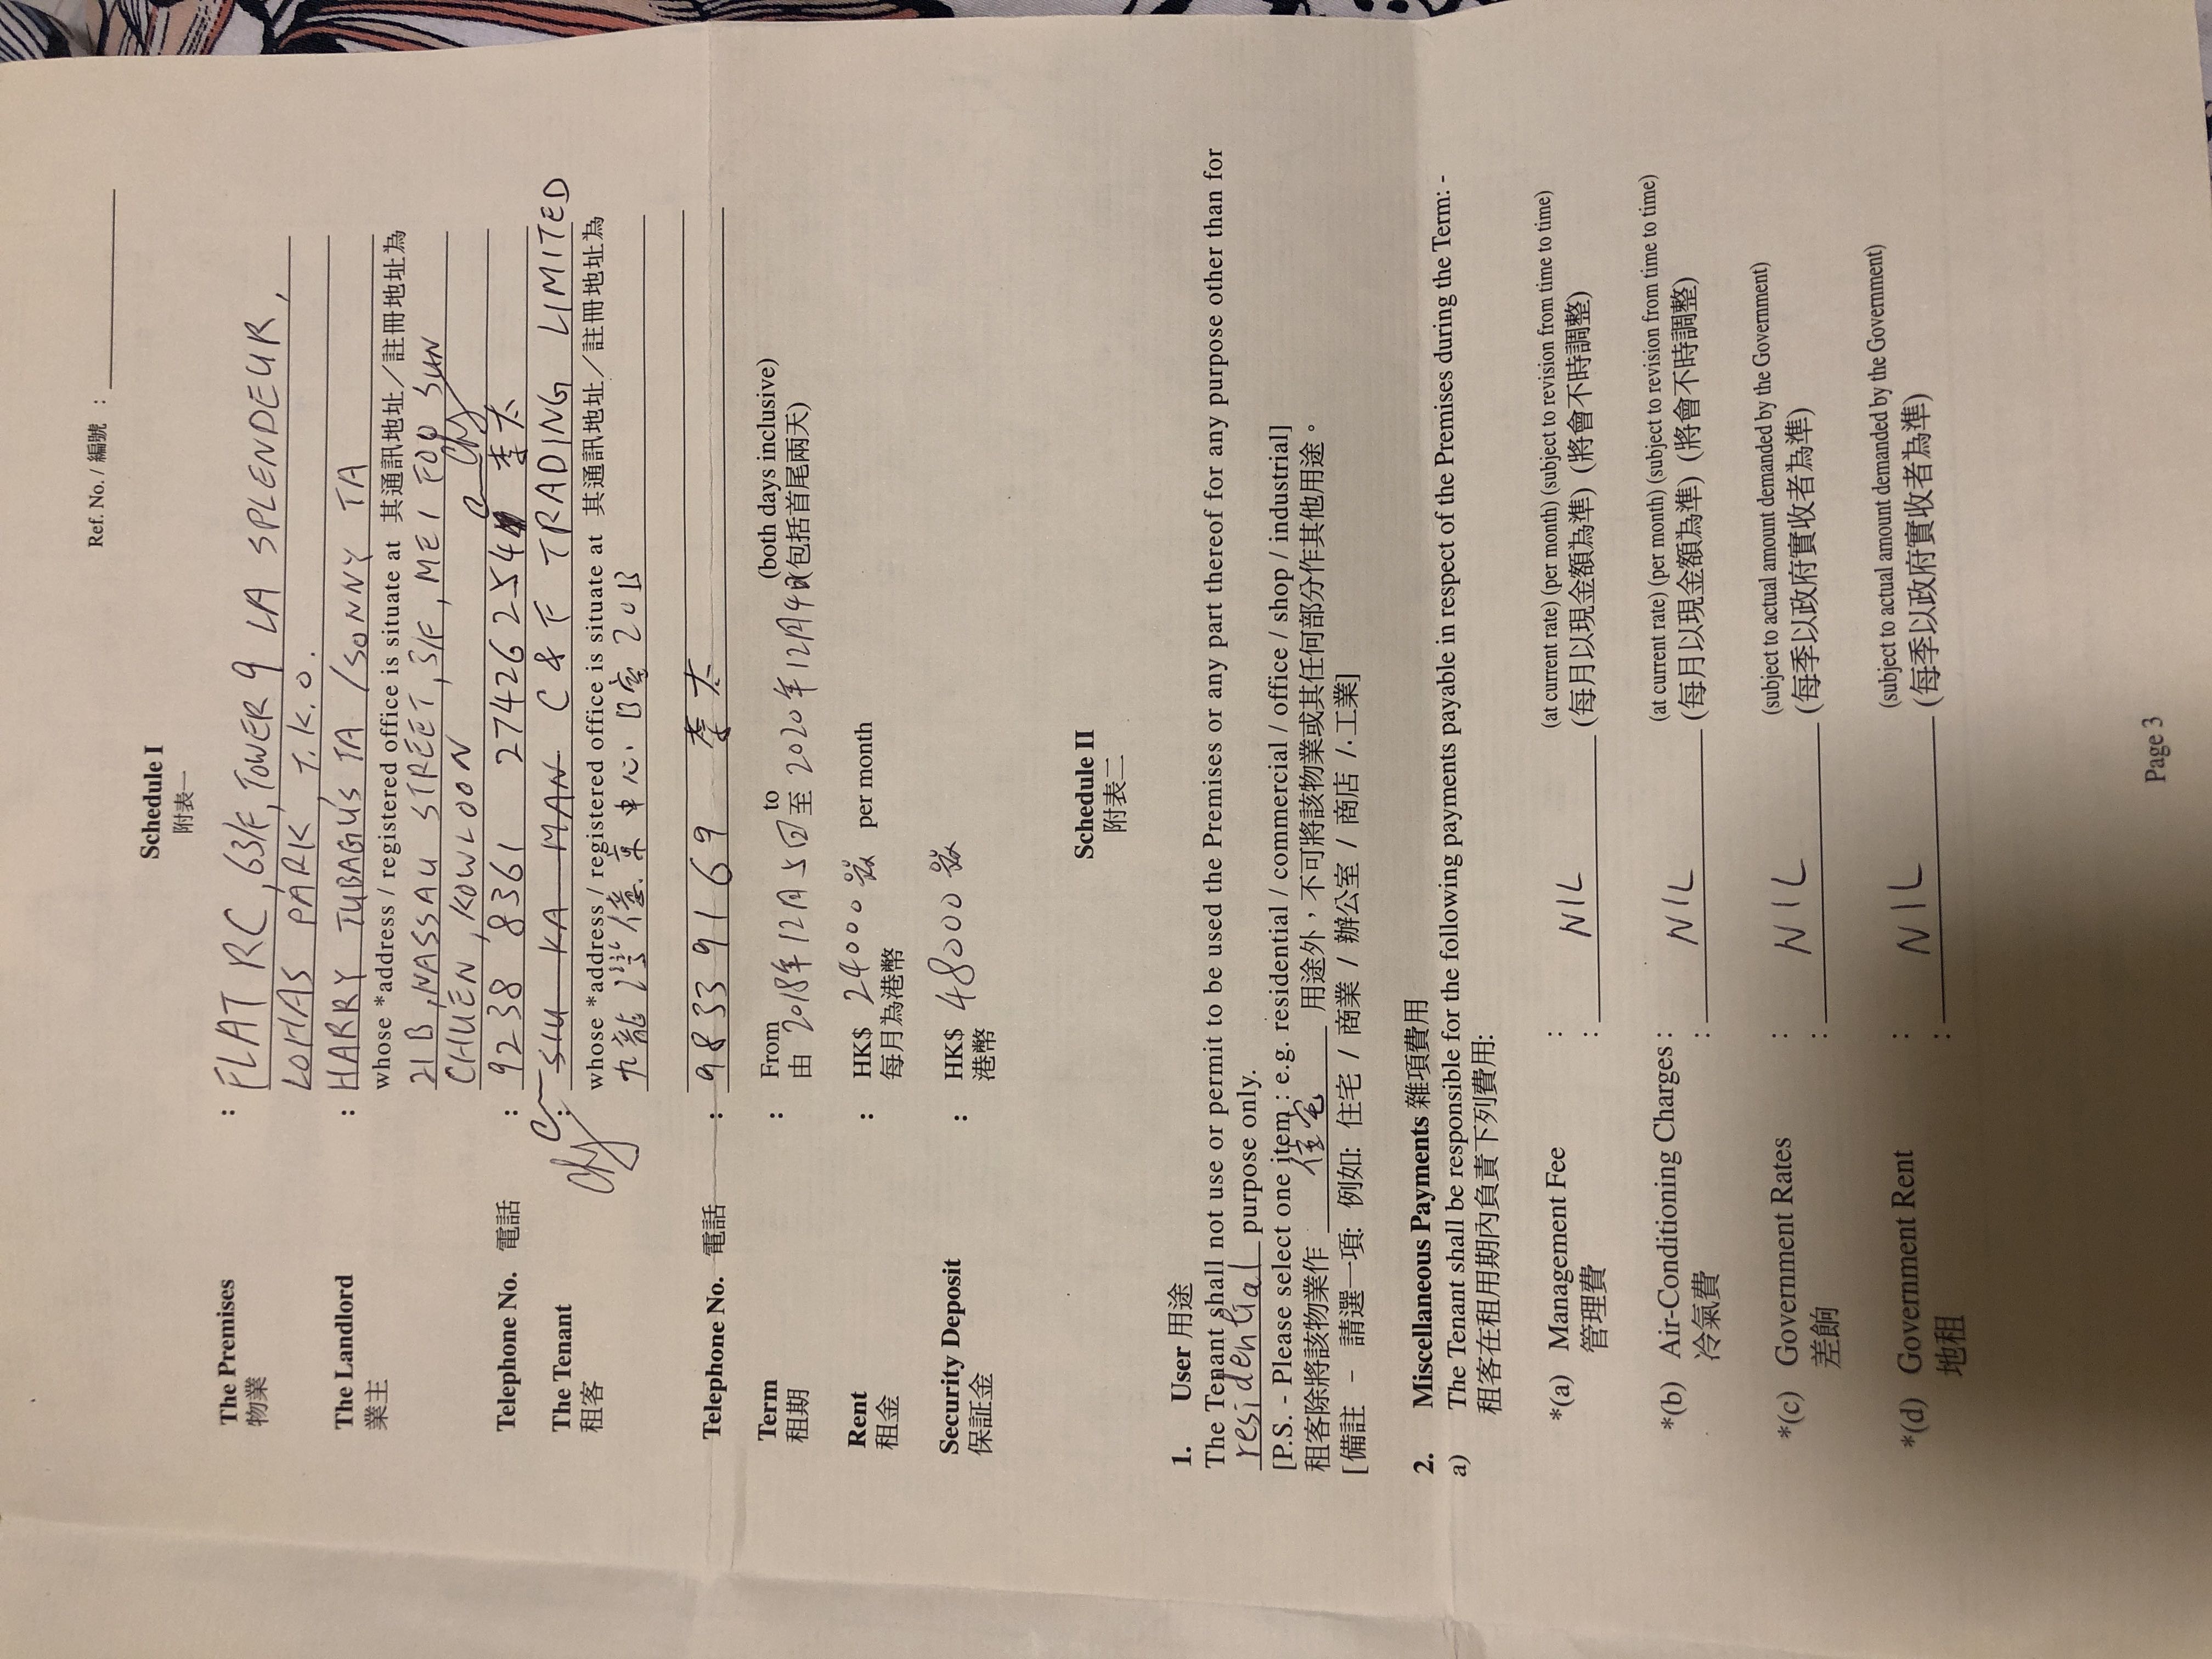 Ref. No. / 編號 :
Schedule I
附表一
The Premises : FLAT RC, 63/F, TOWER 9 LA SPLENDEUR,
物業 LOHAS PARK, T.K.O.
The Landlord : HARRY TUBAGUS TA / SONNY TA
業主 whose *address / registered office is situate at 其通訊地址／註冊地址為
21B, NASSAU STREET, 3/F, MEI FOO SUN
CHUEN, KOWLOON
Telephone No. 電話 : 9238 8361 27426254 李太
The Tenant : SIU KA MAN C & F TRADING LIMITED
租客 whose *address / registered office is situate at 其通訊地址／註冊地址為
九龍 億京中心 B室 20B
Telephone No. 電話 : 98339169 李太
Term : From to (both days inclusive)
租期 由 2018年12月5日至 2020年12月4日(包括首尾兩天)
Rent : HK$ 24000 per month
租金 每月為港幣
Security Deposit : HK$ 48000
保証金 港幣
Schedule II
附表二
1. User 用途
The Tenant shall not use or permit to be used the Premises or any part thereof for any purpose other than for
residential purpose only.
[P.S. - Please select one item : e.g. residential / commercial / office / shop / industrial]
租客除將該物業作 住宅 用途外，不可將該物業或其任何部分作其他用途。
[備註 – 請選一項: 例如: 住宅 / 商業 / 辦公室 / 商店 / 工業]
2. Miscellaneous Payments 雜項費用
a) The Tenant shall be responsible for the following payments payable in respect of the Premises during the Term: -
租客在租用期內負責下列費用:
*(a) Management Fee : NIL (at current rate) (per month) (subject to revision from time to time)
管理費 : (每月以現金額為準) (將會不時調整)
*(b) Air-Conditioning Charges : NIL (at current rate) (per month) (subject to revision from time to time)
冷氣費 : (每月以現金額為準) (將會不時調整)
*(c) Government Rates : NIL (subject to actual amount demanded by the Government)
差餉 : (每季以政府實收者為準)
*(d) Government Rent : NIL (subject to actual amount demanded by the Government)
地租 : (每季以政府實收者為準)
Page 3